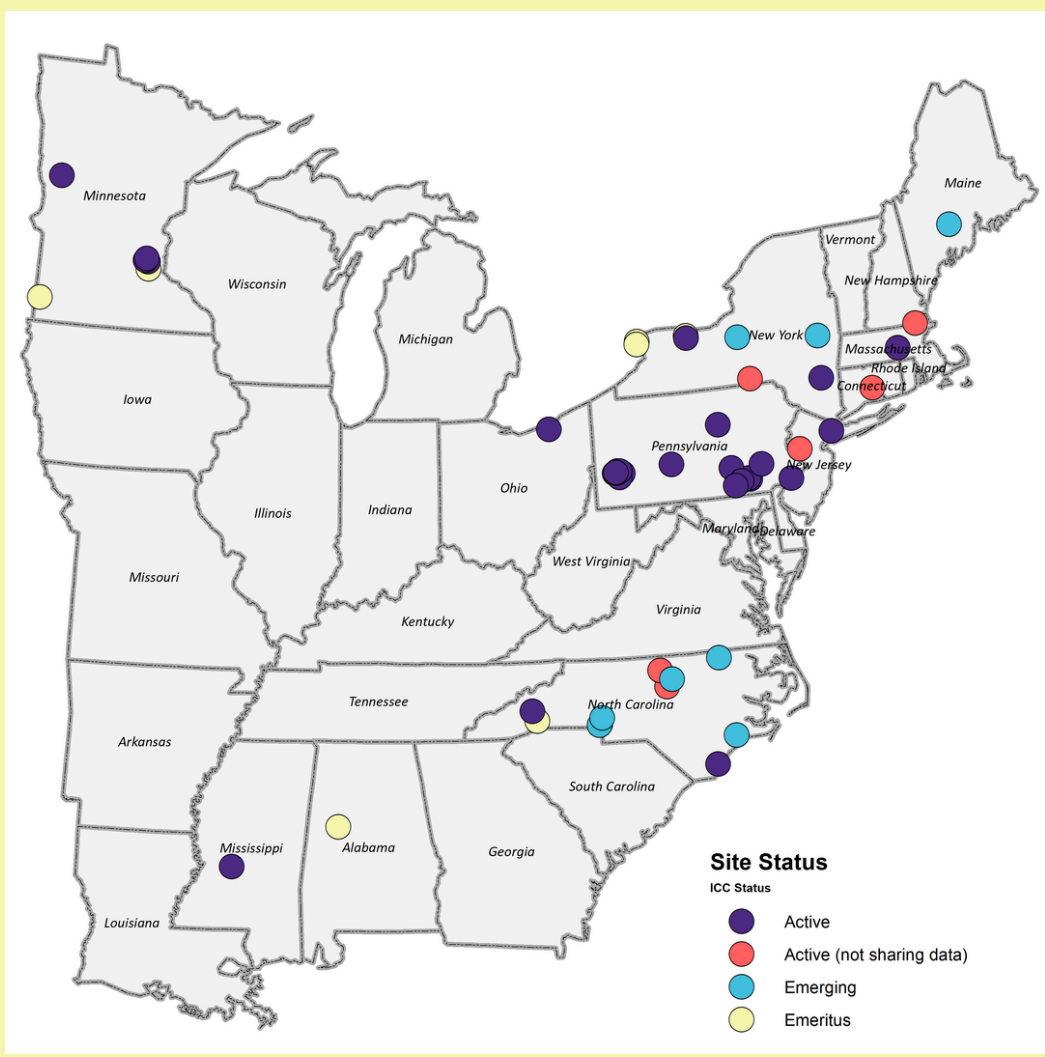 Maine
Minnesota
Vermont
New Hampshire
Wisconsin
New York
Michigan
Massachusetts
Rhode Island
Connecticut
Iowa
Pennsylvania
New Jersey
Ohio
Illinois
Indiana
Maryland
Delaware
West Virginia
Missouri
Virginia
Kentucky
Tennessee
North Carolina
Arkansas
South Carolina
Mississippi
Alabama
Georgia
Louisiana
Site Status
ICC Status
Active
Active (not sharing data)
Emerging
Emeritus